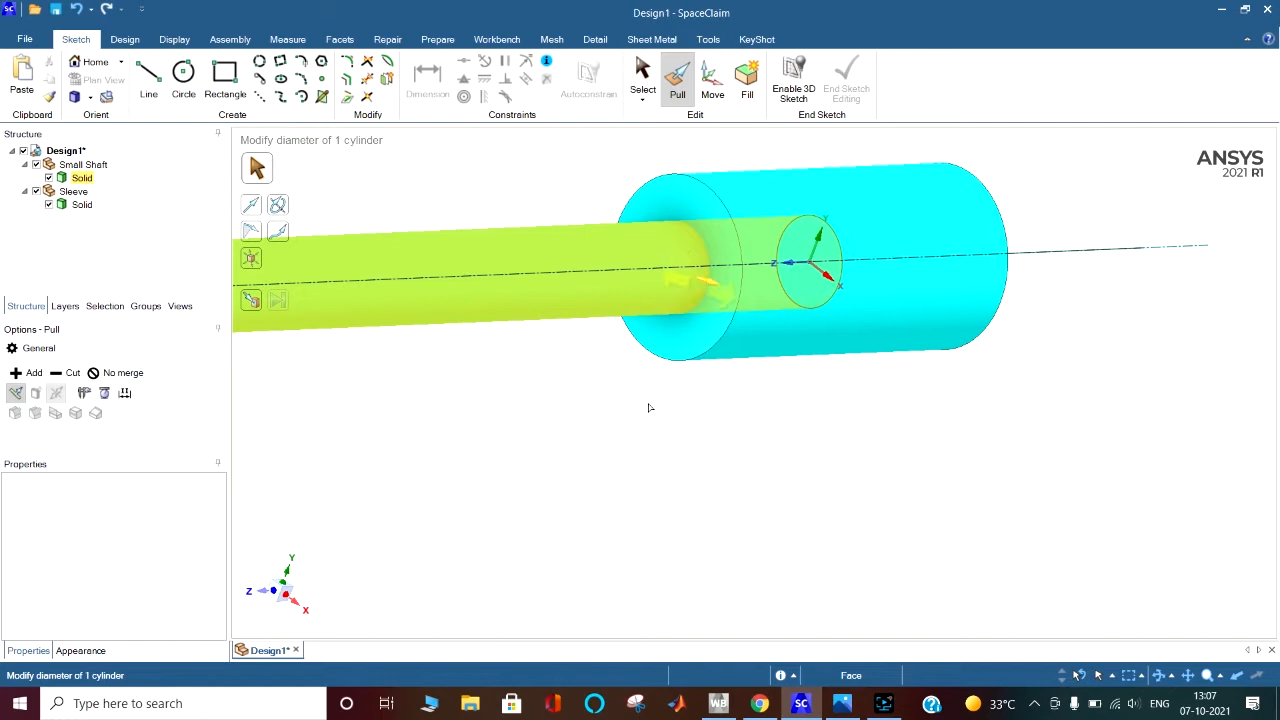 SC
Design1 - SpaceClaim
File Sketch Design Display Assembly Measure Facets Repair Prepare Workbench Mesh Detail Sheet Metal Tools KeyShot
Paste
Clipboard
Home
Plan View
Orient
Line Circle Rectangle
Create
Modify
Dimension
Autoconstrain
Constraints
Select Pull Move Fill
Edit
Enable 3D Sketch
End Sketch Editing
End Sketch
Structure
Design1*
Small Shaft
Solid
Sleeve
Solid
Structure Layers Selection Groups Views
Options - Pull
General
Add Cut No merge
Properties
Properties Appearance
Modify diameter of 1 cylinder
ANSYS
2021 R1
Y
Z
X
Y
Z
X
Design1*
Modify diameter of 1 cylinder
Face
Type here to search
WB
SC
33°C
ENG
13:07
07-10-2021